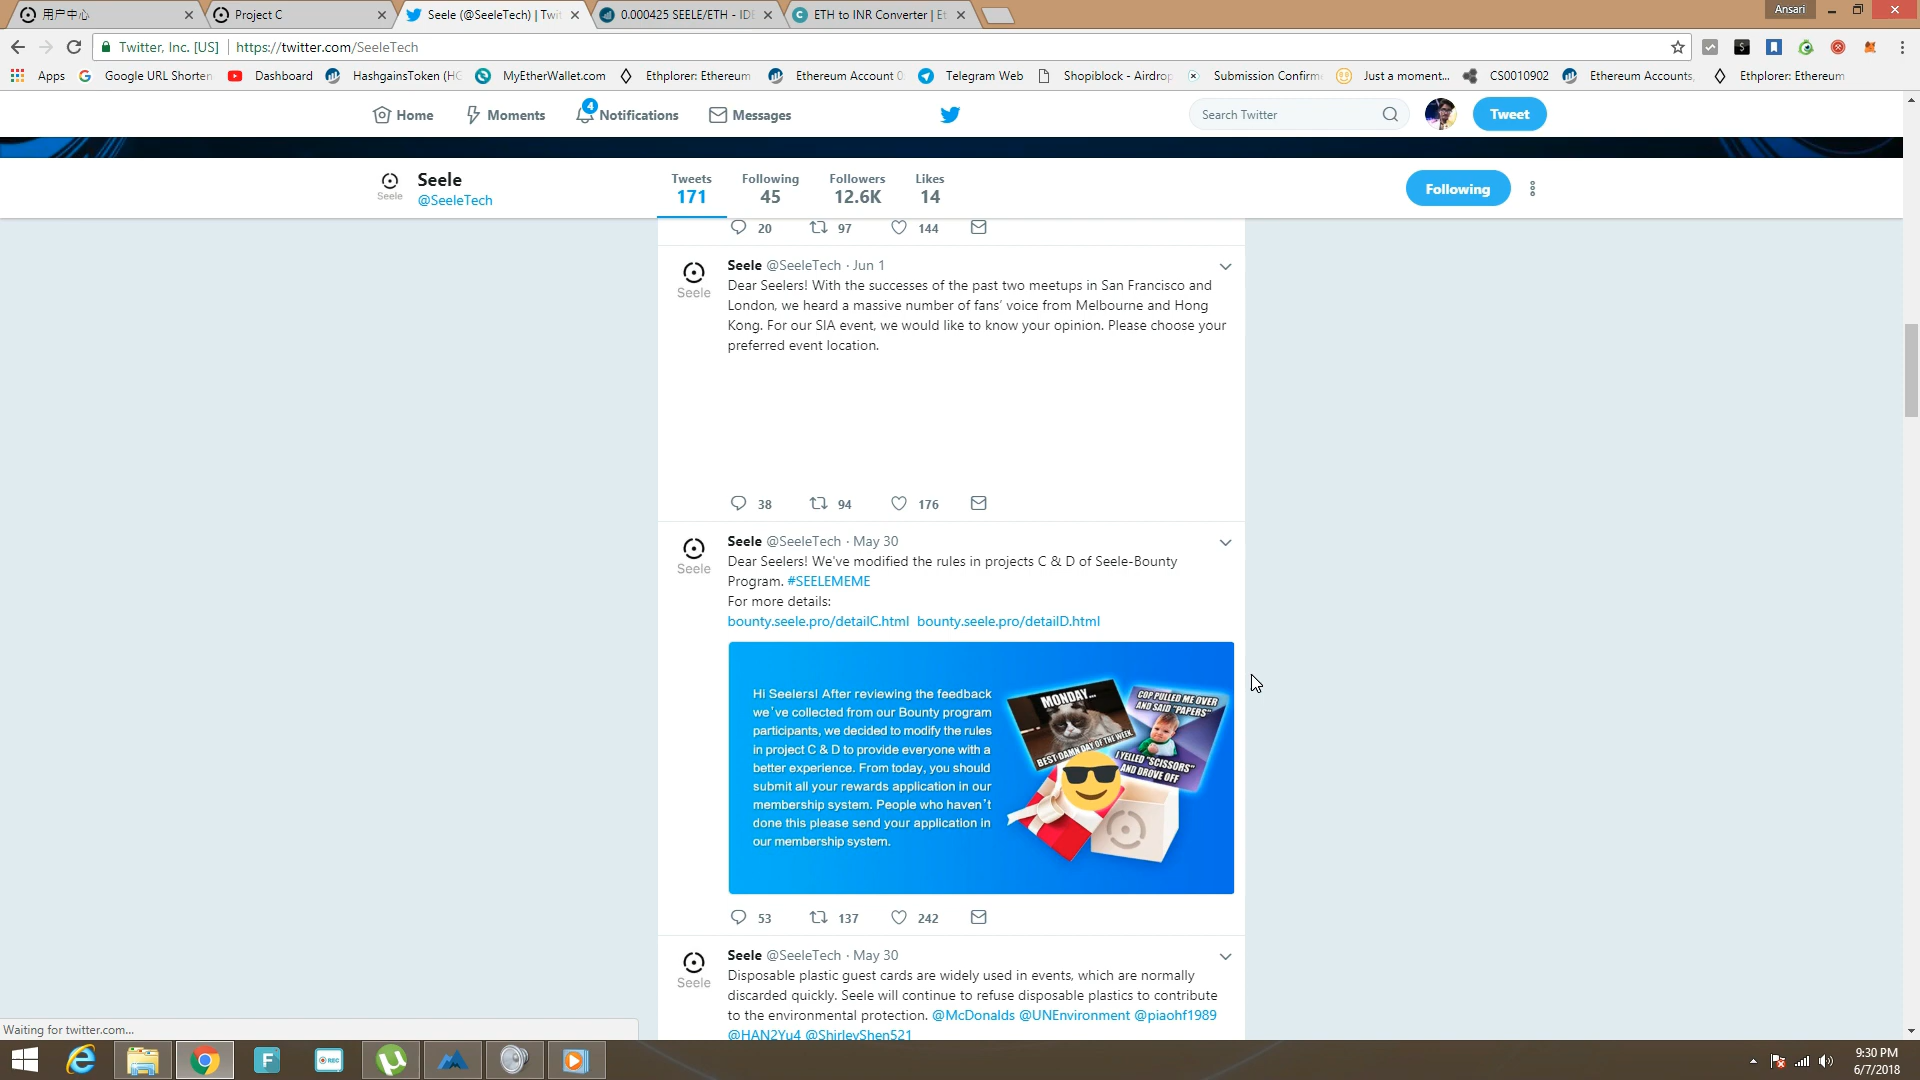 用户中心
Project C
Seele (@SeeleTech) | Twit
0.000425 SEELE/ETH - IDE
ETH to INR Converter | Et
Ansari
Twitter, Inc. [US]
https://twitter.com/SeeleTech
Apps
Google URL Shorten
Dashboard
HashgainsToken (HG
MyEtherWallet.com
Ethplorer: Ethereum
Ethereum Account 0
Telegram Web
Shopiblock - Airdrop
Submission Confirm
Just a moment...
CS0010902
Ethereum Accounts,
Ethplorer: Ethereum
Home
Moments
4
Notifications
Messages
Search Twitter
Tweet
Seele
Seele
@SeeleTech
Tweets
171
Following
45
Followers
12.6K
Likes
14
Following
20
97
144
Seele
Seele @SeeleTech · Jun 1
Dear Seelers! With the successes of the past two meetups in San Francisco and
London, we heard a massive number of fans' voice from Melbourne and Hong
Kong. For our SIA event, we would like to know your opinion. Please choose your
preferred event location.
38
94
176
Seele
Seele @SeeleTech · May 30
Dear Seelers! We've modified the rules in projects C & D of Seele-Bounty
Program. #SEELEMEME
For more details:
bounty.seele.pro/detailC.html bounty.seele.pro/detailD.html
Hi Seelers! After reviewing the feedback
we've collected from our Bounty program
participants, we decided to modify the rules
in project C & D to provide everyone with a
better experience. From today, you should
submit all your rewards application in our
membership system. People who haven't
done this please send your application in
our membership system.
MONDAY...
BEST DAMN DAY OF THE WEEK.
COP PULLED ME OVER
AND SAID "PAPERS"
I YELLED "SCISSORS"
AND DROVE OFF
53
137
242
Seele
Seele @SeeleTech · May 30
Disposable plastic guest cards are widely used in events, which are normally
discarded quickly. Seele will continue to refuse disposable plastics to contribute
to the environmental protection. @McDonalds @UNEnvironment @piaohf1989
@HAN2Yu4 @ShirleyShen521
Waiting for twitter.com...
F
REC
9:30 PM
6/7/2018